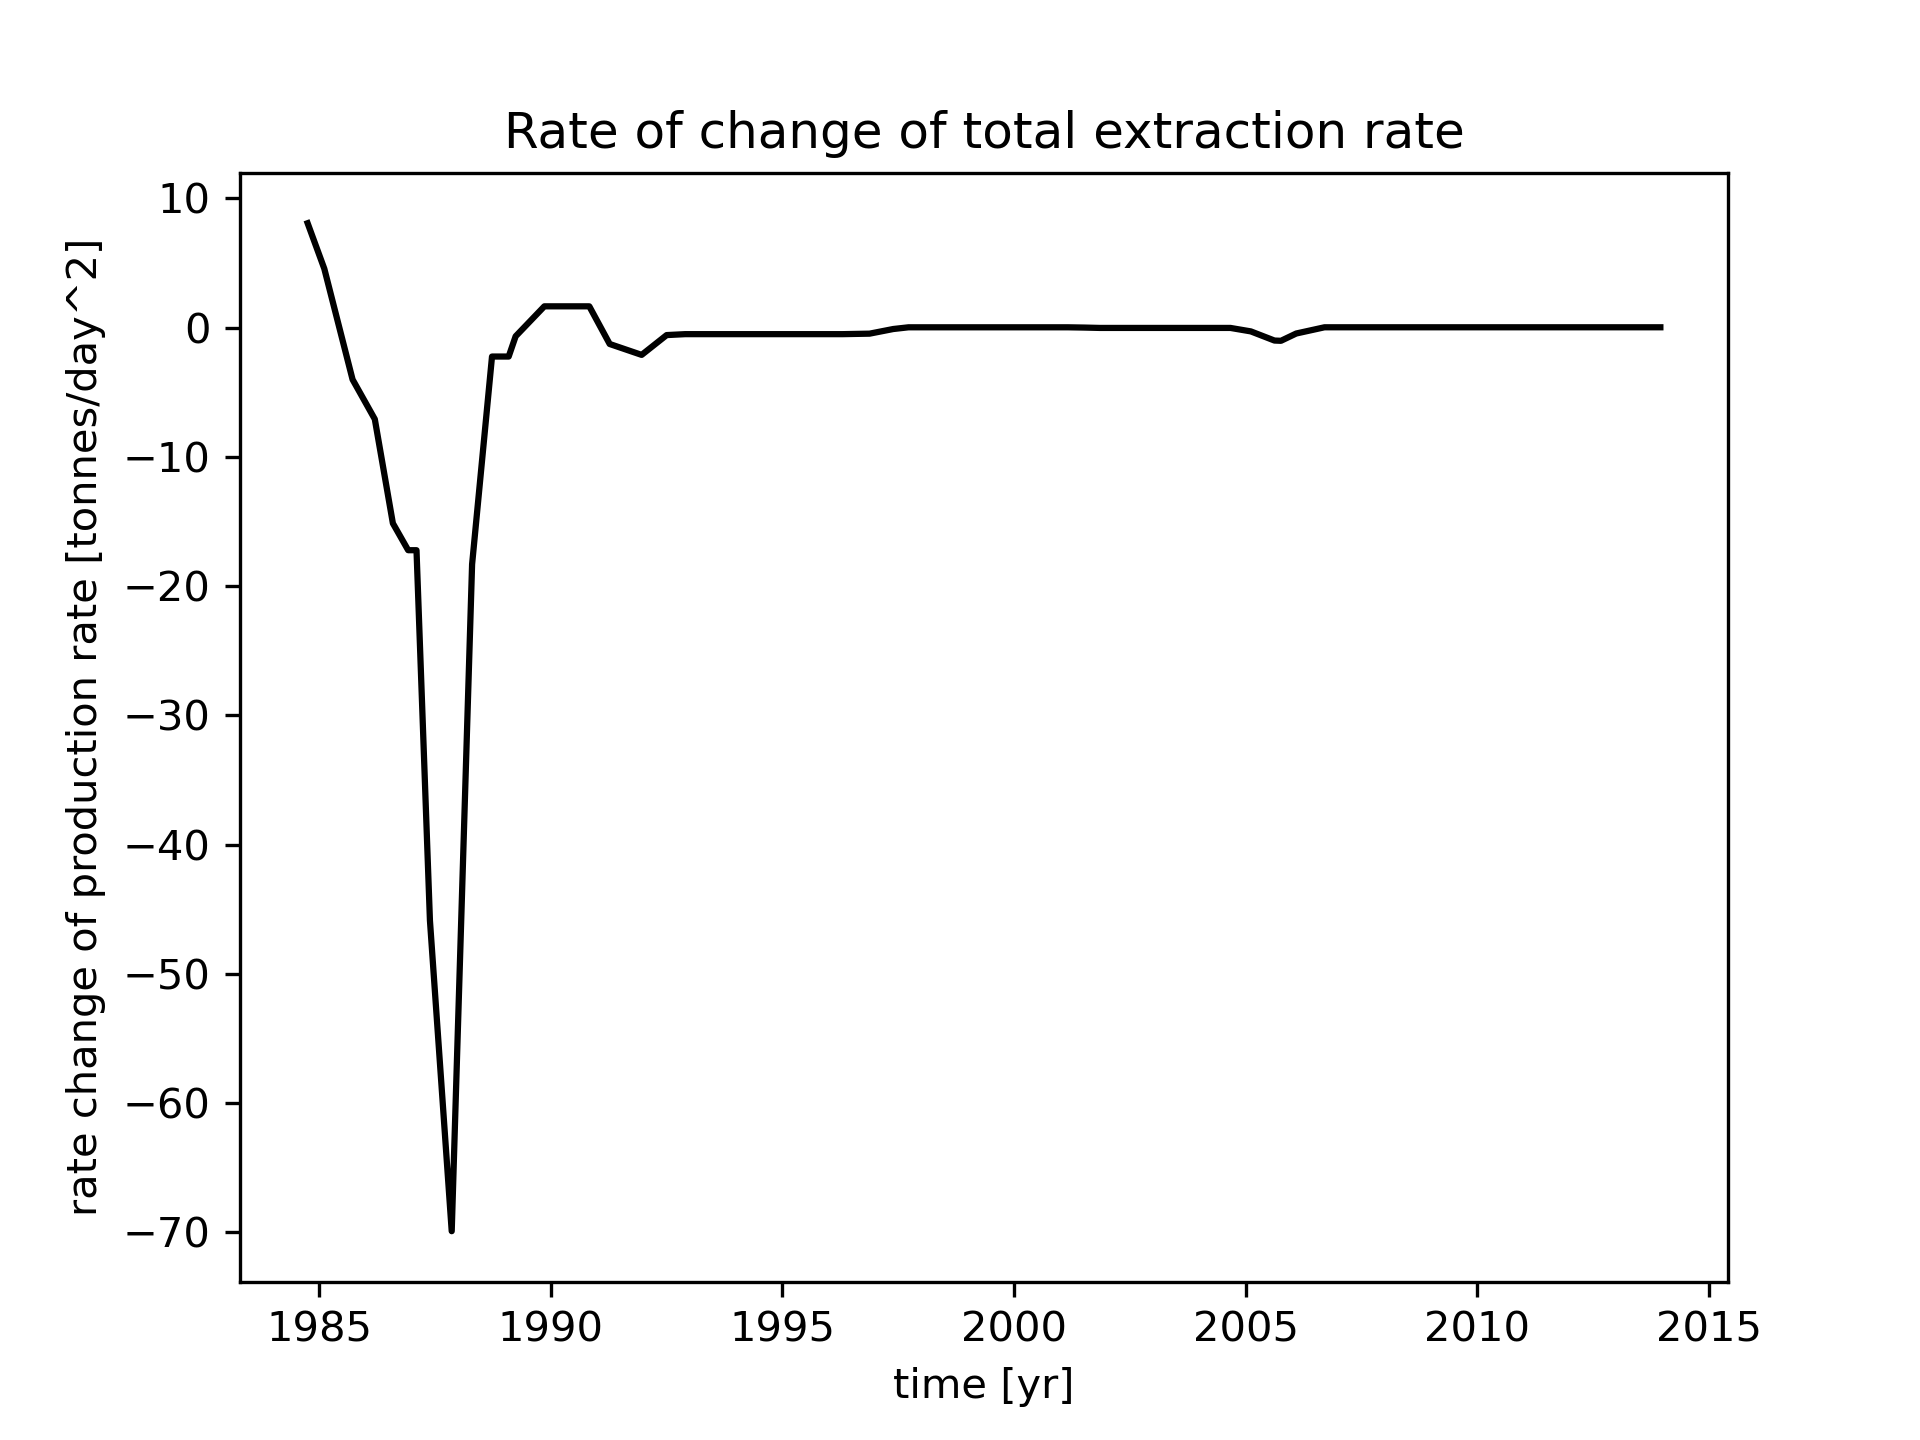 Rate of change of total extraction rate
rate change of production rate [tonnes/day^2]
10
0
−10
−20
−30
−40
−50
−60
−70
1985 1990 1995 2000 2005 2010 2015
time [yr]